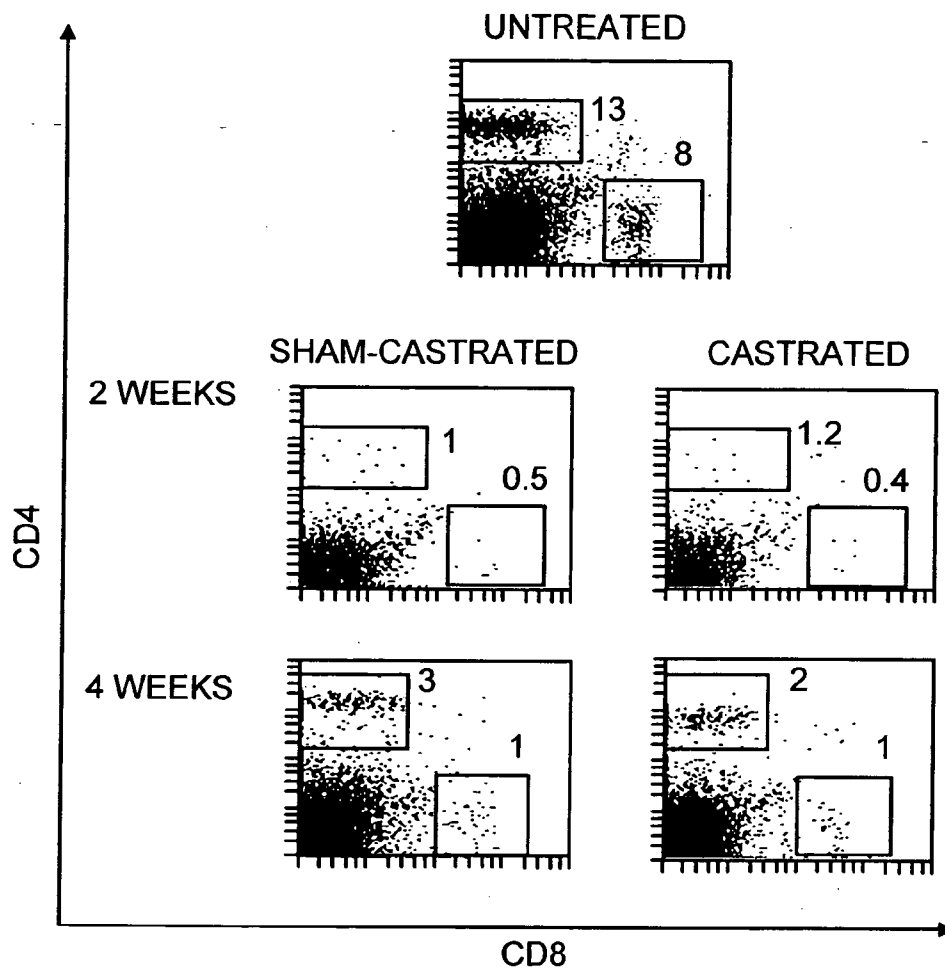 UNTREATED
13
8
SHAM-CASTRATED
CASTRATED
2 WEEKS
1
0.5
1.2
0.4
CD4
4 WEEKS
3
1
2
1
CD8